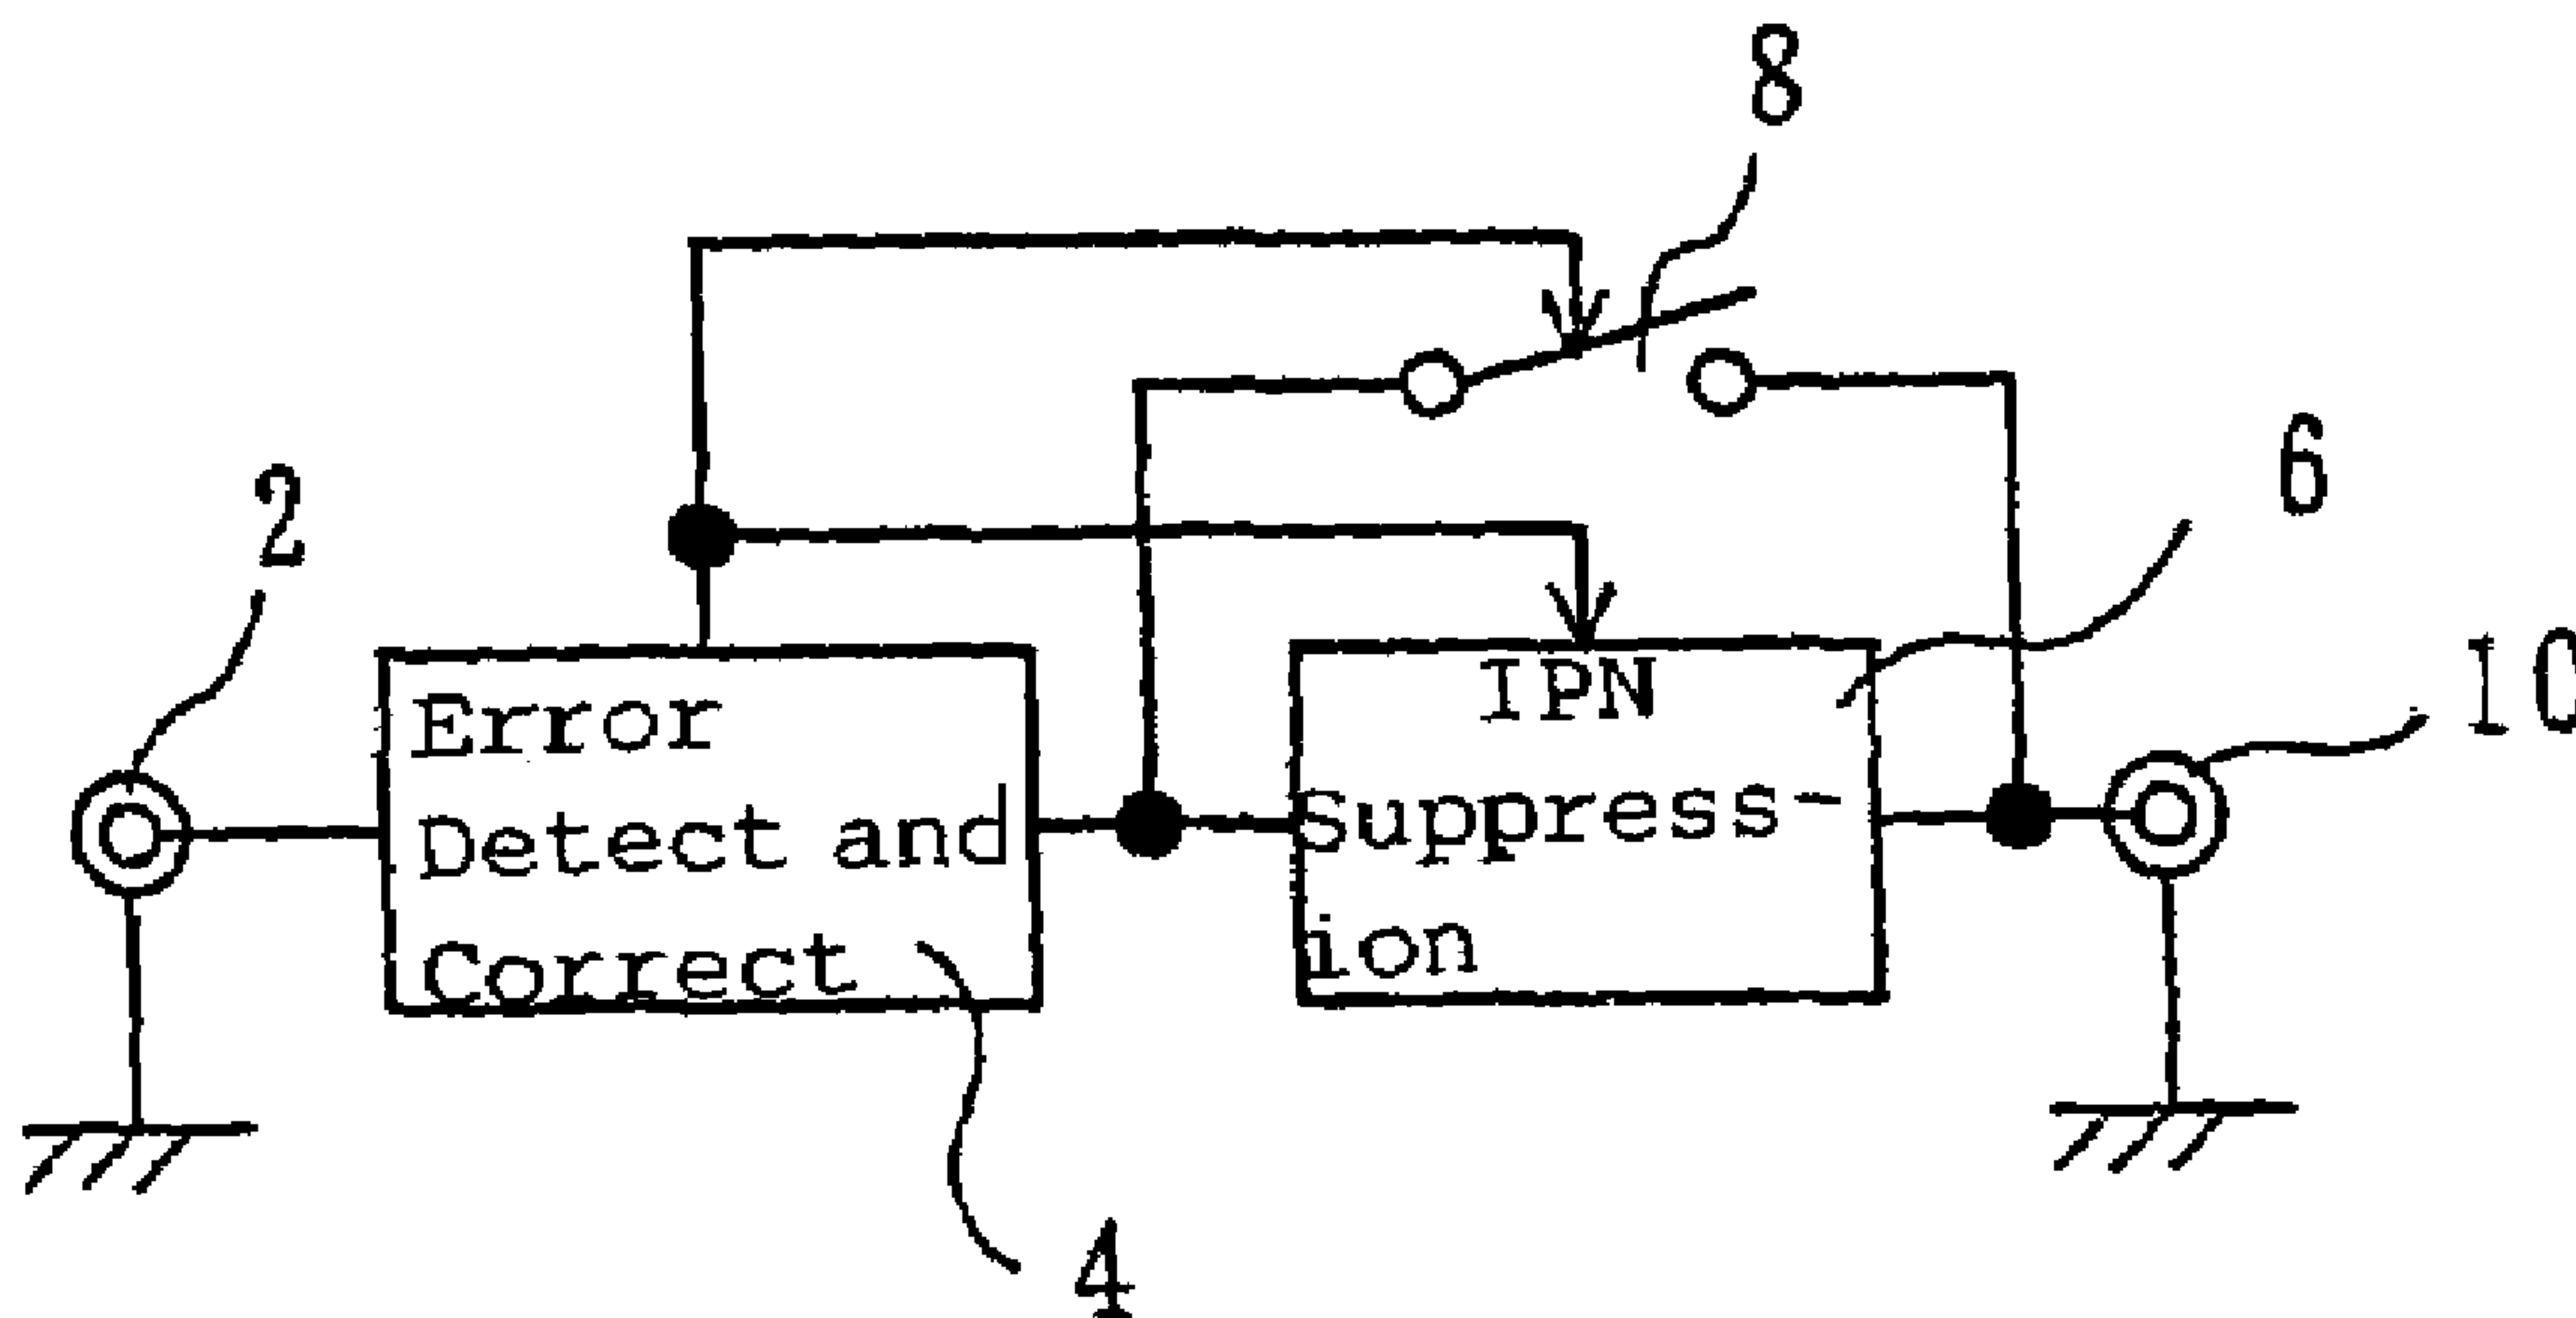 8
6
2
10
IPN
Error
Suppress-
Detect and
ion
Correct
4